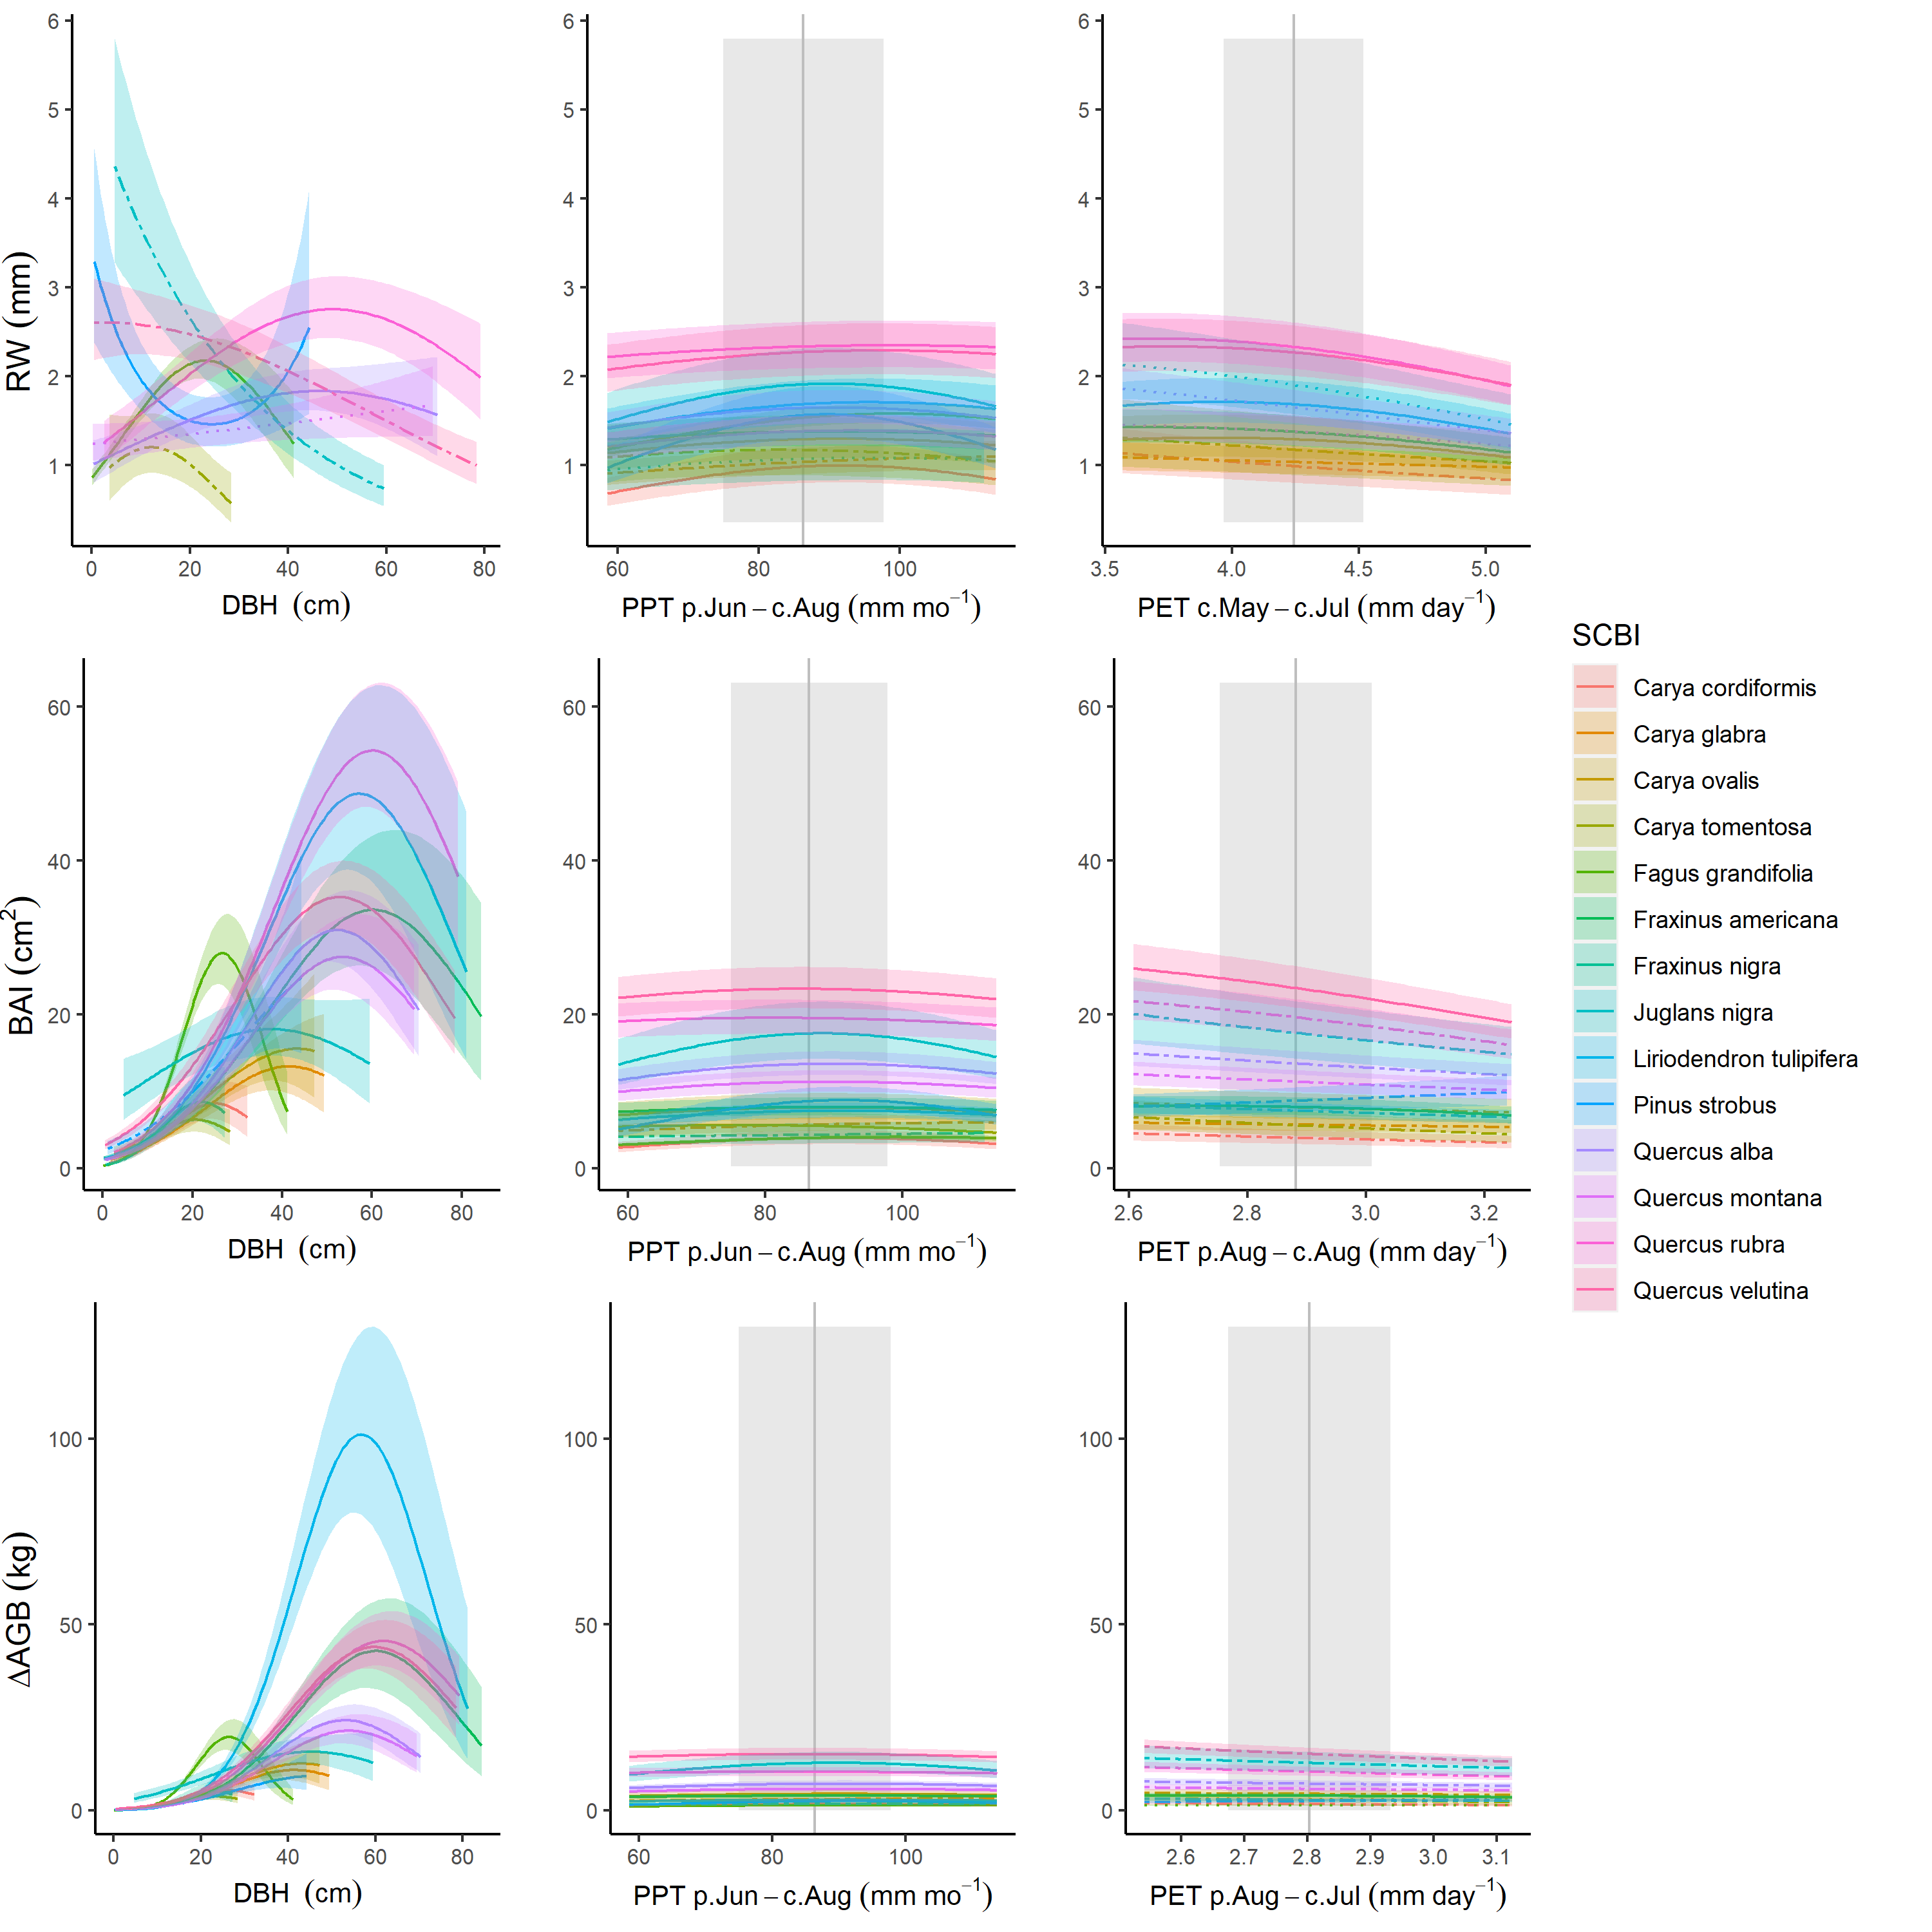 6
5
4
3
2
1
RW (mm)
0 20 40 60 80
DBH (cm)
6
5
4
3
2
1
60 80 100
PPT p.Jun – c.Aug (mm mo⁻¹)
6
5
4
3
2
1
3.5 4.0 4.5 5.0
PET c.May – c.Jul (mm day⁻¹)
60
40
20
0
BAI (cm²)
0 20 40 60 80
DBH (cm)
60
40
20
0
60 80 100
PPT p.Jun – c.Aug (mm mo⁻¹)
60
40
20
0
2.6 2.8 3.0 3.2
PET p.Aug – c.Aug (mm day⁻¹)
100
50
0
ΔAGB (kg)
0 20 40 60 80
DBH (cm)
100
50
0
60 80 100
PPT p.Jun – c.Aug (mm mo⁻¹)
100
50
0
2.6 2.7 2.8 2.9 3.0 3.1
PET p.Aug – c.Jul (mm day⁻¹)
SCBI
Carya cordiformis
Carya glabra
Carya ovalis
Carya tomentosa
Fagus grandifolia
Fraxinus americana
Fraxinus nigra
Juglans nigra
Liriodendron tulipifera
Pinus strobus
Quercus alba
Quercus montana
Quercus rubra
Quercus velutina